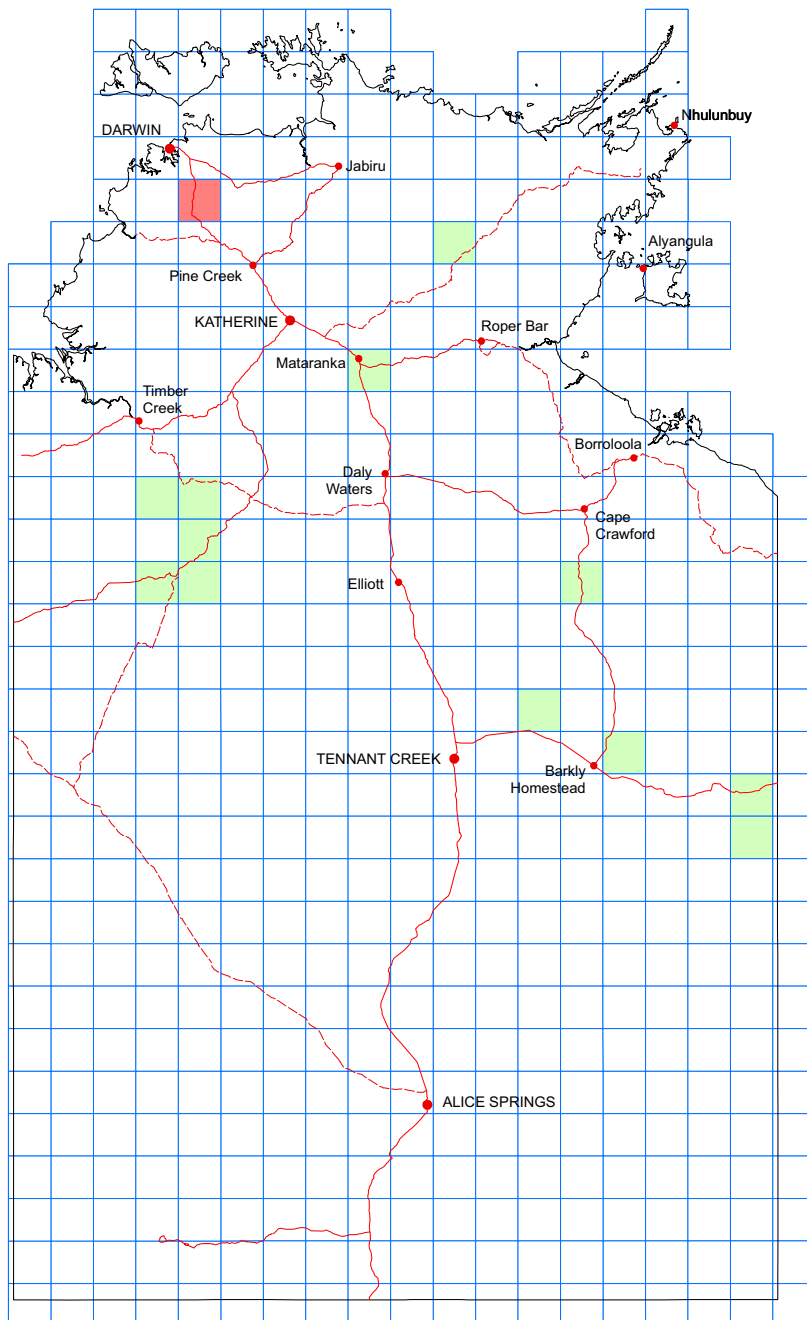 Nhulunbuy
DARWIN
Jabiru
Alyangula
Pine Creek
KATHERINE
Roper Bar
Mataranka
Timber
Creek
Borroloola
Daly
Waters
Cape
Crawford
Elliott
TENNANT CREEK
Barkly
Homestead
ALICE SPRINGS